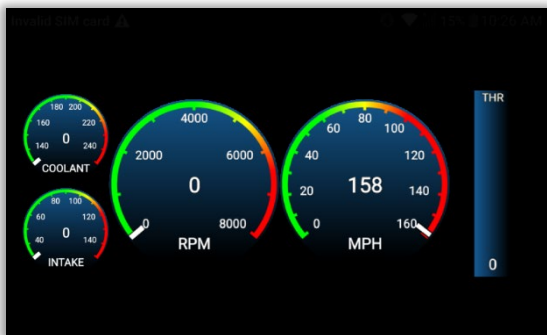 Invalid SIM card
15% 10:26 AM
140 160 180 200 220 240
0
COOLANT
40 60 80 100 120 140
0
INTAKE
0 2000 4000 6000 8000
0
RPM
0 20 40 60 80 100 120 140 160
158
MPH
THR
0